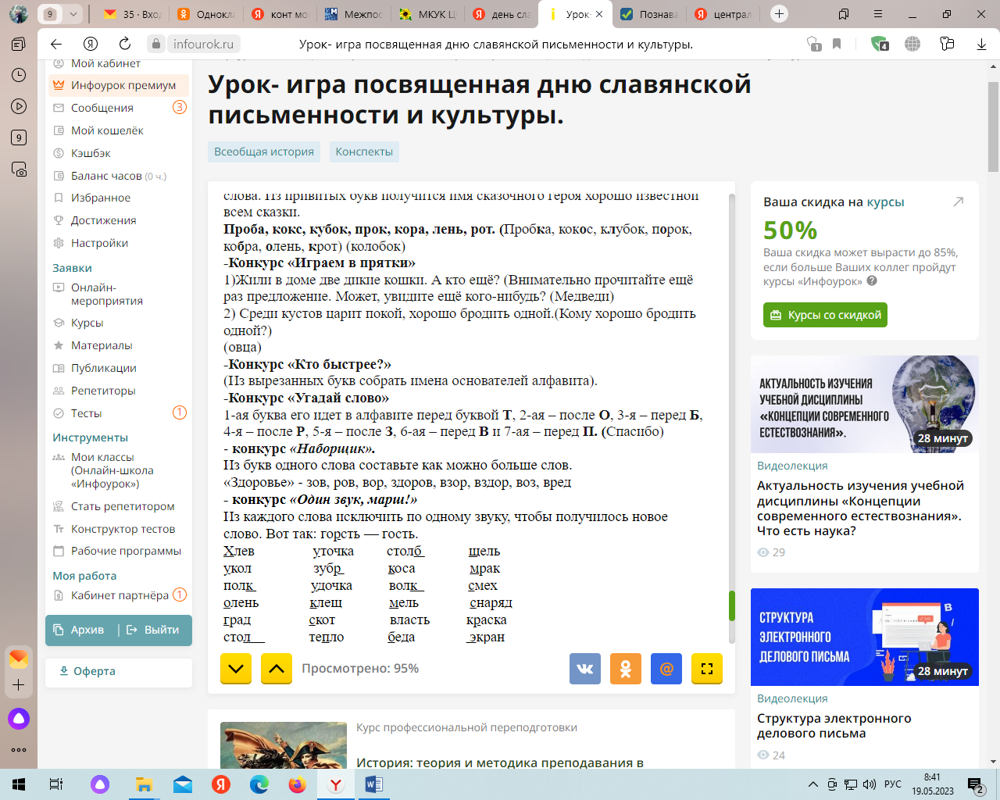 9
35 · Вход
Однокла
конт мо
Межпос
МКУК Ц
день сла
Урок-
Познава
централ
infourok.ru
Урок- игра посвященная дню славянской письменности и культуры.
1
4
9
Мой кабинет
Инфоурок премиум
Сообщения
3
Мой кошелёк
Кэшбэк
Баланс часов (0 ч.)
Избранное
Достижения
Настройки
Заявки
Онлайн-
мероприятия
Курсы
Материалы
Публикации
Репетиторы
Тесты
1
Инструменты
Мои классы
(Онлайн-школа
«Инфоурок»)
Стать репетитором
Конструктор тестов
Рабочие программы
Моя работа
Кабинет партнёра
1
Архив | Выйти
Оферта
Урок- игра посвященная дню славянской
письменности и культуры.
Всеобщая история
Конспекты
слова. Из привитых букв получится имя сказочного героя хорошо известной
всем сказки.
Проба, кокс, кубок, прок, кора, лень, рот. (Пробка, кокос, клубок, порок,
кобра, олень, крот) (колобок)
-Конкурс «Играем в прятки»
1)Жили в доме две дикие кошки. А кто ещё? (Внимательно прочитайте ещё
раз предложение. Может, увидите ещё кого-нибудь? (Медведи)
2) Среди кустов царит покой, хорошо бродить одной.(Кому хорошо бродить
одной?)
(овца)
-Конкурс «Кто быстрее?»
(Из вырезанных букв собрать имена основателей алфавита).
-Конкурс «Угадай слово»
1-ая буква его идет в алфавите перед буквой Т, 2-ая – после О, 3-я – перед Б,
4-я – после Р, 5-я – после З, 6-ая – перед В и 7-ая – перед П. (Спасибо)
- конкурс «Наборщик».
Из букв одного слова составьте как можно больше слов.
«Здоровье» - зов, ров, вор, здоров, взор, вздор, воз, вред
- конкурс «Один звук, марш!»
Из каждого слова исключить по одному звуку, чтобы получилось новое
слово. Вот так: горсть — гость.
Хлев уточка столб щель
укол зубр коса мрак
полк удочка волк смех
олень клещ мель снаряд
град скот власть краска
стол тепло беда экран
Просмотрено: 95%
Курс профессиональной переподготовки
История: теория и методика преподавания в
Ваша скидка на курсы
50%
Ваша скидка может вырасти до 85%,
если больше Ваших коллег пройдут
курсы «Инфоурок»
Курсы со скидкой
АКТУАЛЬНОСТЬ ИЗУЧЕНИЯ
УЧЕБНОЙ ДИСЦИПЛИНЫ
«КОНЦЕПЦИИ СОВРЕМЕННОГО
ЕСТЕСТВОЗНАНИЯ».
28 минут
Видеолекция
Актуальность изучения учебной
дисциплины «Концепции
современного естествознания».
Что есть наука?
29
СТРУКТУРА
ЭЛЕКТРОННОГО
ДЕЛОВОГО ПИСЬМА
28 минут
Видеолекция
Структура электронного
делового письма
24
РУС
8:41
19.05.2023
2